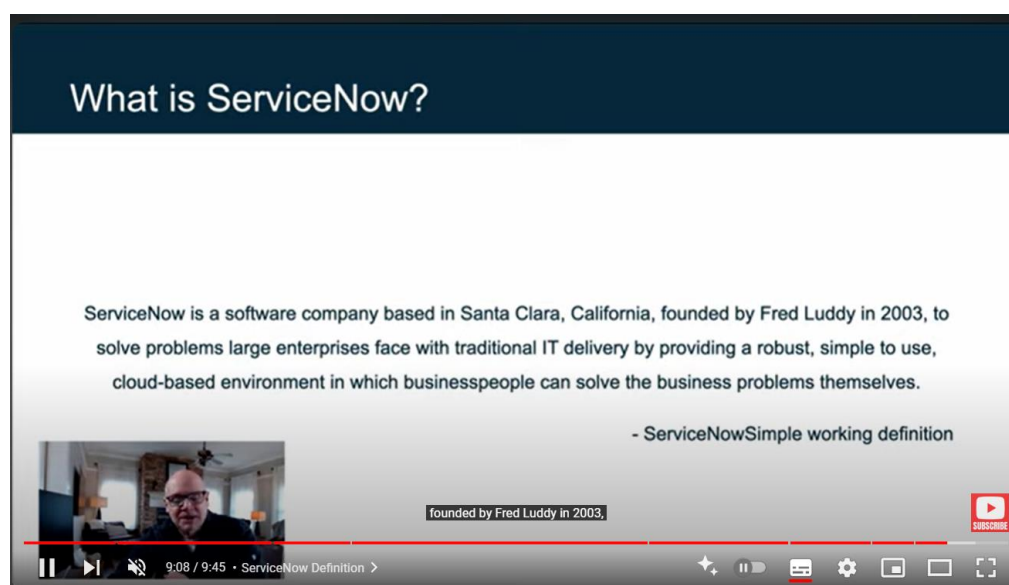 What is ServiceNow?
ServiceNow is a software company based in Santa Clara, California, founded by Fred Luddy in 2003, to
solve problems large enterprises face with traditional IT delivery by providing a robust, simple to use,
cloud-based environment in which businesspeople can solve the business problems themselves.
- ServiceNowSimple working definition
founded by Fred Luddy in 2003,
SUBSCRIBE
9:08 / 9:45 • ServiceNow Definition >